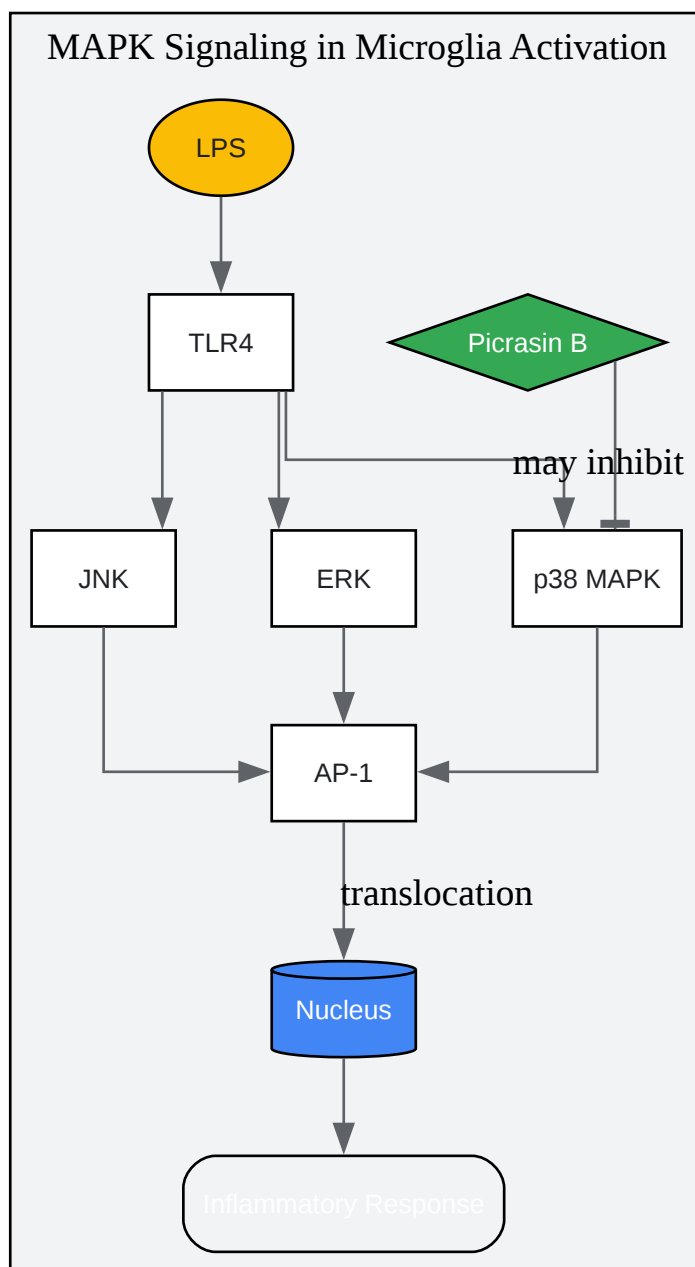 MAPK Signaling in Microglia Activation
LPS
TLR4
Picrasin B
may inhibit
JNK
ERK
p38 MAPK
AP-1
translocation
Nucleus
Inflammatory Response